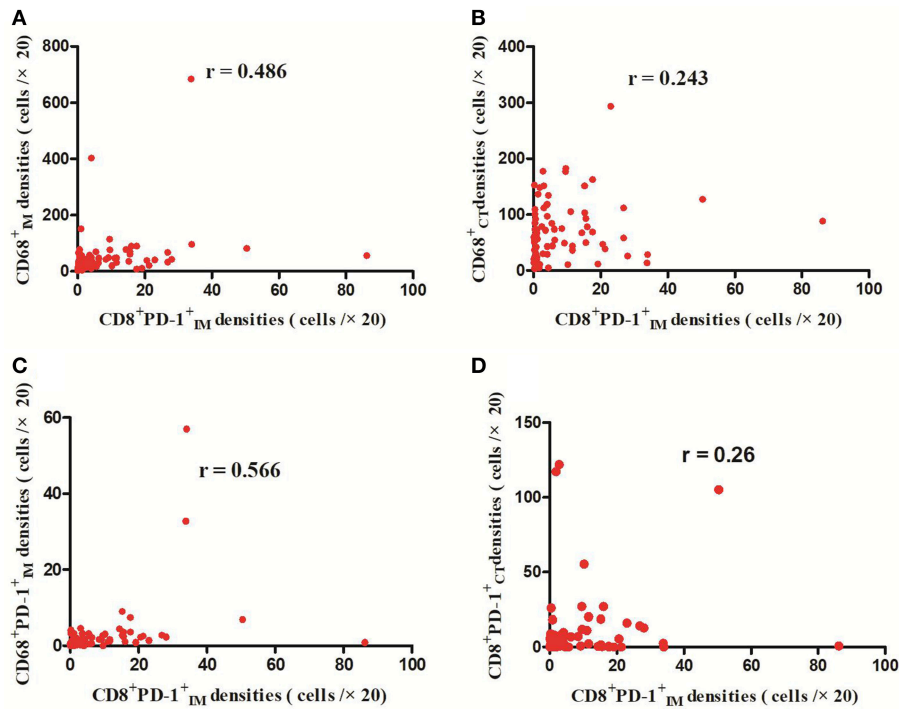 A
CD68+IM densities ( cells /× 20)
800
600
400
200
0
r = 0.486
0 20 40 60 80 100
CD8+PD-1+IM densities ( cells /× 20)
B
CD68+CTdensities ( cells /× 20)
400
300
200
100
0
r = 0.243
0 20 40 60 80 100
CD8+PD-1+IM densities ( cells /× 20)
C
CD68+PD-1+IM densities ( cells /× 20)
60
40
20
0
r = 0.566
0 20 40 60 80 100
CD8+PD-1+IM densities ( cells /× 20)
D
CD8+PD-1+CTdensities ( cells /× 20)
150
100
50
0
r = 0.26
0 20 40 60 80 100
CD8+PD-1+IM densities ( cells /× 20)